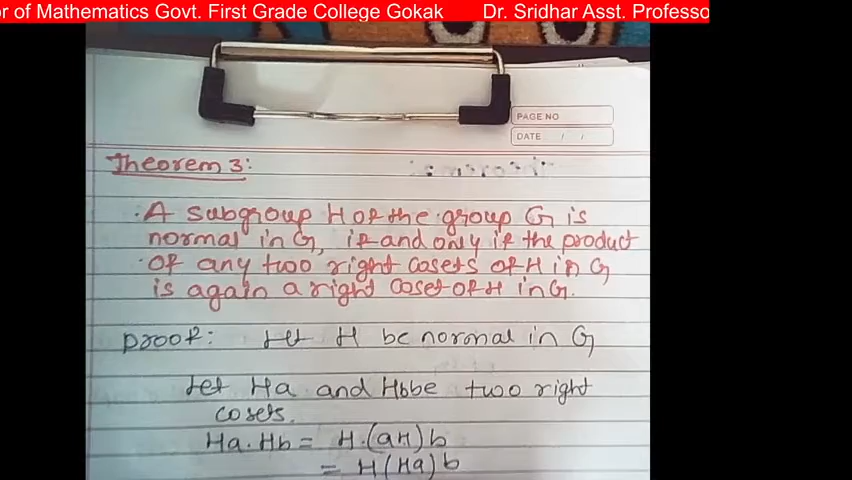 or of Mathematics Govt. First Grade College Gokak Dr. Sridhar Asst. Professo
PAGE NO
DATE / /
Theorem 3:
A subgroup H of the group G is
normal in G, if and only if the product
of any two right cosets of H in G
is again a right coset of H in G.
Proof: Let H be normal in G
Let Ha and Hb be two right
cosets.
Ha.Hb = H.(aH)b
= H(Ha)b